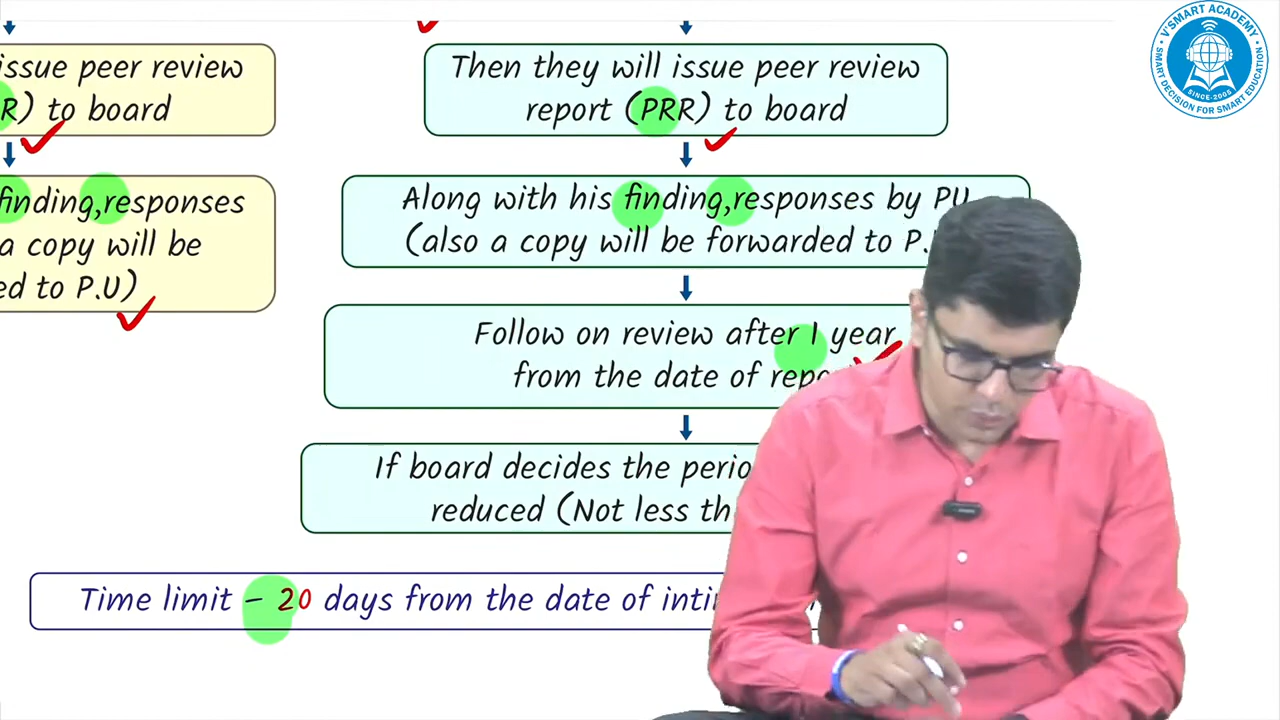 issue peer review
R) to board
finding,responses
a copy will be
ed to P.U)
Then they will issue peer review
report (PRR) to board
Along with his finding,responses by PU
(also a copy will be forwarded to P.
Follow on review after 1 year
from the date of repo
If board decides the perio
reduced (Not less th
Time limit – 20 days from the date of inti
V'SMART ACADEMY
SINCE-2005
SMART DECISION FOR SMART EDUCATION